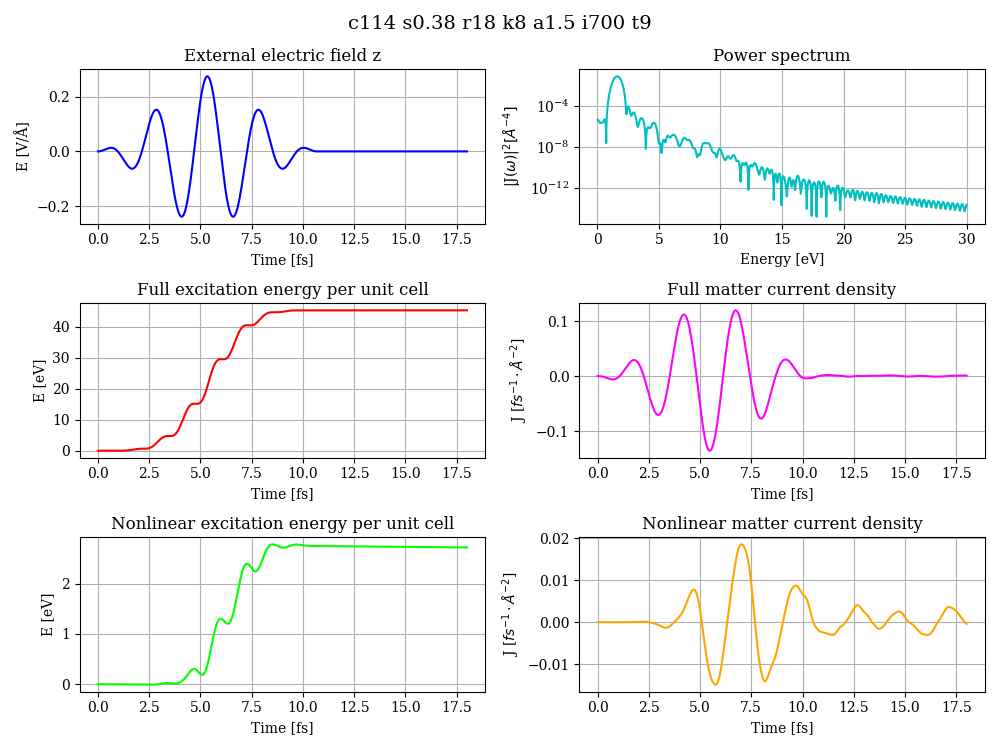 c114 s0.38 r18 k8 a1.5 i700 t9
External electric field z
E [V/Å]
0.2
0.0
−0.2
0.0 2.5 5.0 7.5 10.0 12.5 15.0 17.5
Time [fs]
Power spectrum
|J(ω)|²[Å⁻⁴]
10⁻⁴
10⁻⁸
10⁻¹²
0 5 10 15 20 25 30
Energy [eV]
Full excitation energy per unit cell
E [eV]
40
30
20
10
0
0.0 2.5 5.0 7.5 10.0 12.5 15.0 17.5
Time [fs]
Full matter current density
J [fs⁻¹ · Å⁻²]
0.1
0.0
−0.1
0.0 2.5 5.0 7.5 10.0 12.5 15.0 17.5
Time [fs]
Nonlinear excitation energy per unit cell
E [eV]
2
1
0
0.0 2.5 5.0 7.5 10.0 12.5 15.0 17.5
Time [fs]
Nonlinear matter current density
J [fs⁻¹ · Å⁻²]
0.02
0.01
0.00
−0.01
0.0 2.5 5.0 7.5 10.0 12.5 15.0 17.5
Time [fs]